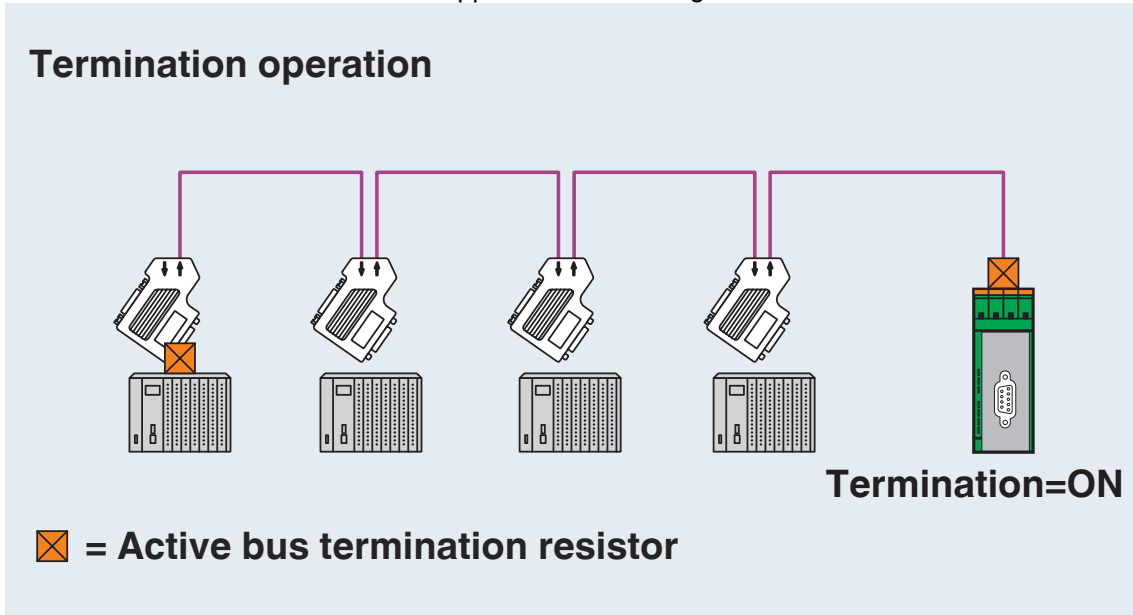 Termination operation
Termination=ON
= Active bus termination resistor